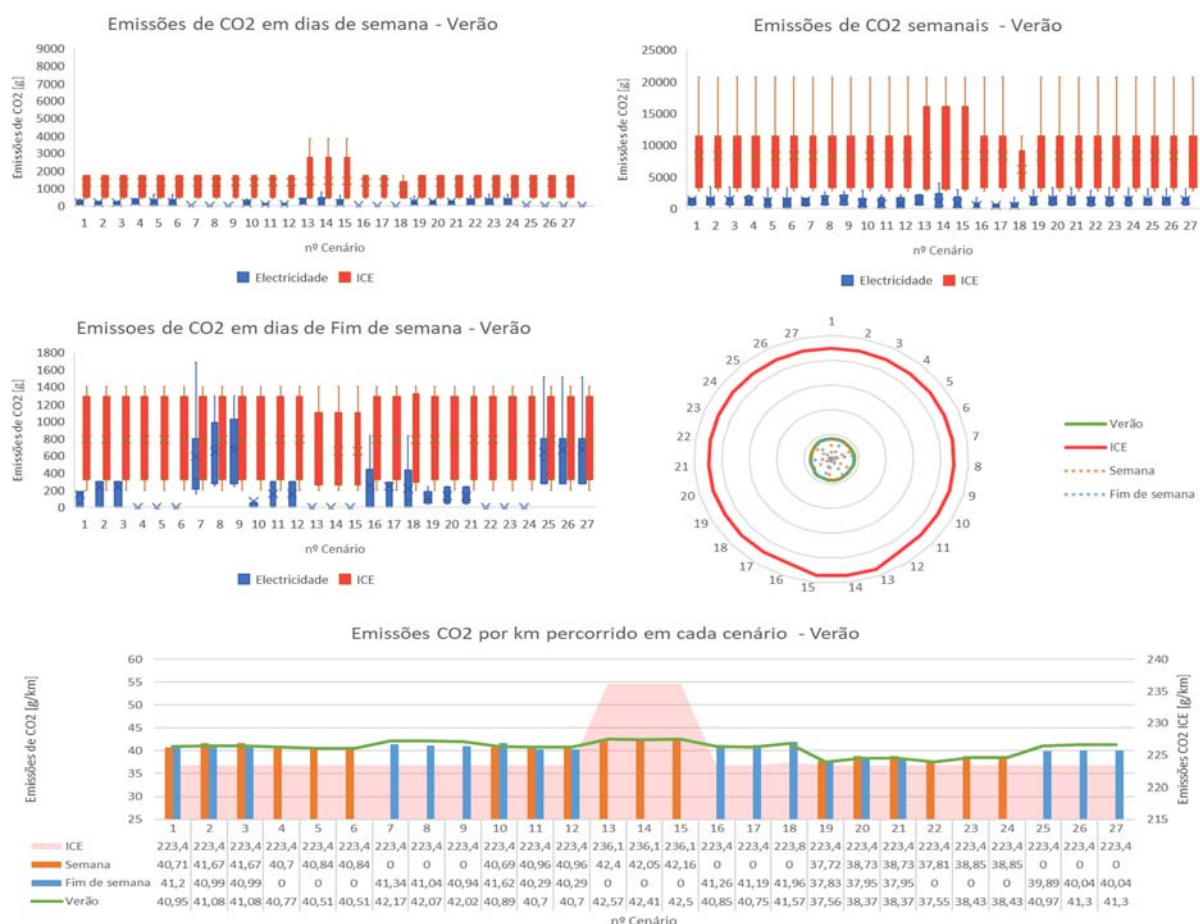 Emissões de CO2 em dias de semana - Verão
Emissões de CO2 [g]
9000
8000
7000
6000
5000
4000
3000
2000
1000
0
1 2 3 4 5 6 7 8 9 10 11 12 13 14 15 16 17 18 19 20 21 22 23 24 25 26 27
nº Cenário
Electricidade ICE
Emissões de CO2 semanais - Verão
Emissões de CO2 [g]
25000
20000
15000
10000
5000
0
1 2 3 4 5 6 7 8 9 10 11 12 13 14 15 16 17 18 19 20 21 22 23 24 25 26 27
nº Cenário
Electricidade ICE
Emissoes de CO2 em dias de Fim de semana - Verão
Emissões de CO2 [g]
1800
1600
1400
1200
1000
800
600
400
200
0
1 2 3 4 5 6 7 8 9 10 11 12 13 14 15 16 17 18 19 20 21 22 23 24 25 26 27
nº Cenário
Electricidade ICE
1
2
3
4
5
6
7
8
9
10
11
12
13
14
15
16
17
18
19
20
21
22
23
24
25
26
27
Verão
ICE
Semana
Fim de semana
Emissões CO2 por km percorrido em cada cenário - Verão
Emissões de CO2 [g/km]
60
55
50
45
40
35
30
25
240
235
230
225
220
215
Emissões CO2 ICE [g/km]
1 2 3 4 5 6 7 8 9 10 11 12 13 14 15 16 17 18 19 20 21 22 23 24 25 26 27
ICE 223,4 223,4 223,4 223,4 223,4 223,4 223,4 223,4 223,4 223,4 223,4 223,4 236,1 236,1 236,1 223,4 223,4 223,8 223,4 223,4 223,4 223,4 223,4 223,4 223,4 223,4 223,4
Semana 40,71 41,67 41,67 40,7 40,84 40,84 0 0 0 40,69 40,96 40,96 42,4 42,05 42,16 0 0 0 37,72 38,73 38,73 37,81 38,85 38,85 0 0 0
Fim de semana 41,2 40,99 40,99 0 0 0 41,34 41,04 40,94 41,62 40,29 40,29 0 0 0 41,26 41,19 41,96 37,83 37,95 37,95 0 0 0 39,89 40,04 40,04
Verão 40,95 41,08 41,08 40,77 40,51 40,51 42,17 42,07 42,02 40,89 40,7 40,7 42,57 42,41 42,5 40,85 40,75 41,57 37,56 38,37 38,37 37,55 38,43 38,43 40,97 41,3 41,3
nº Cenário